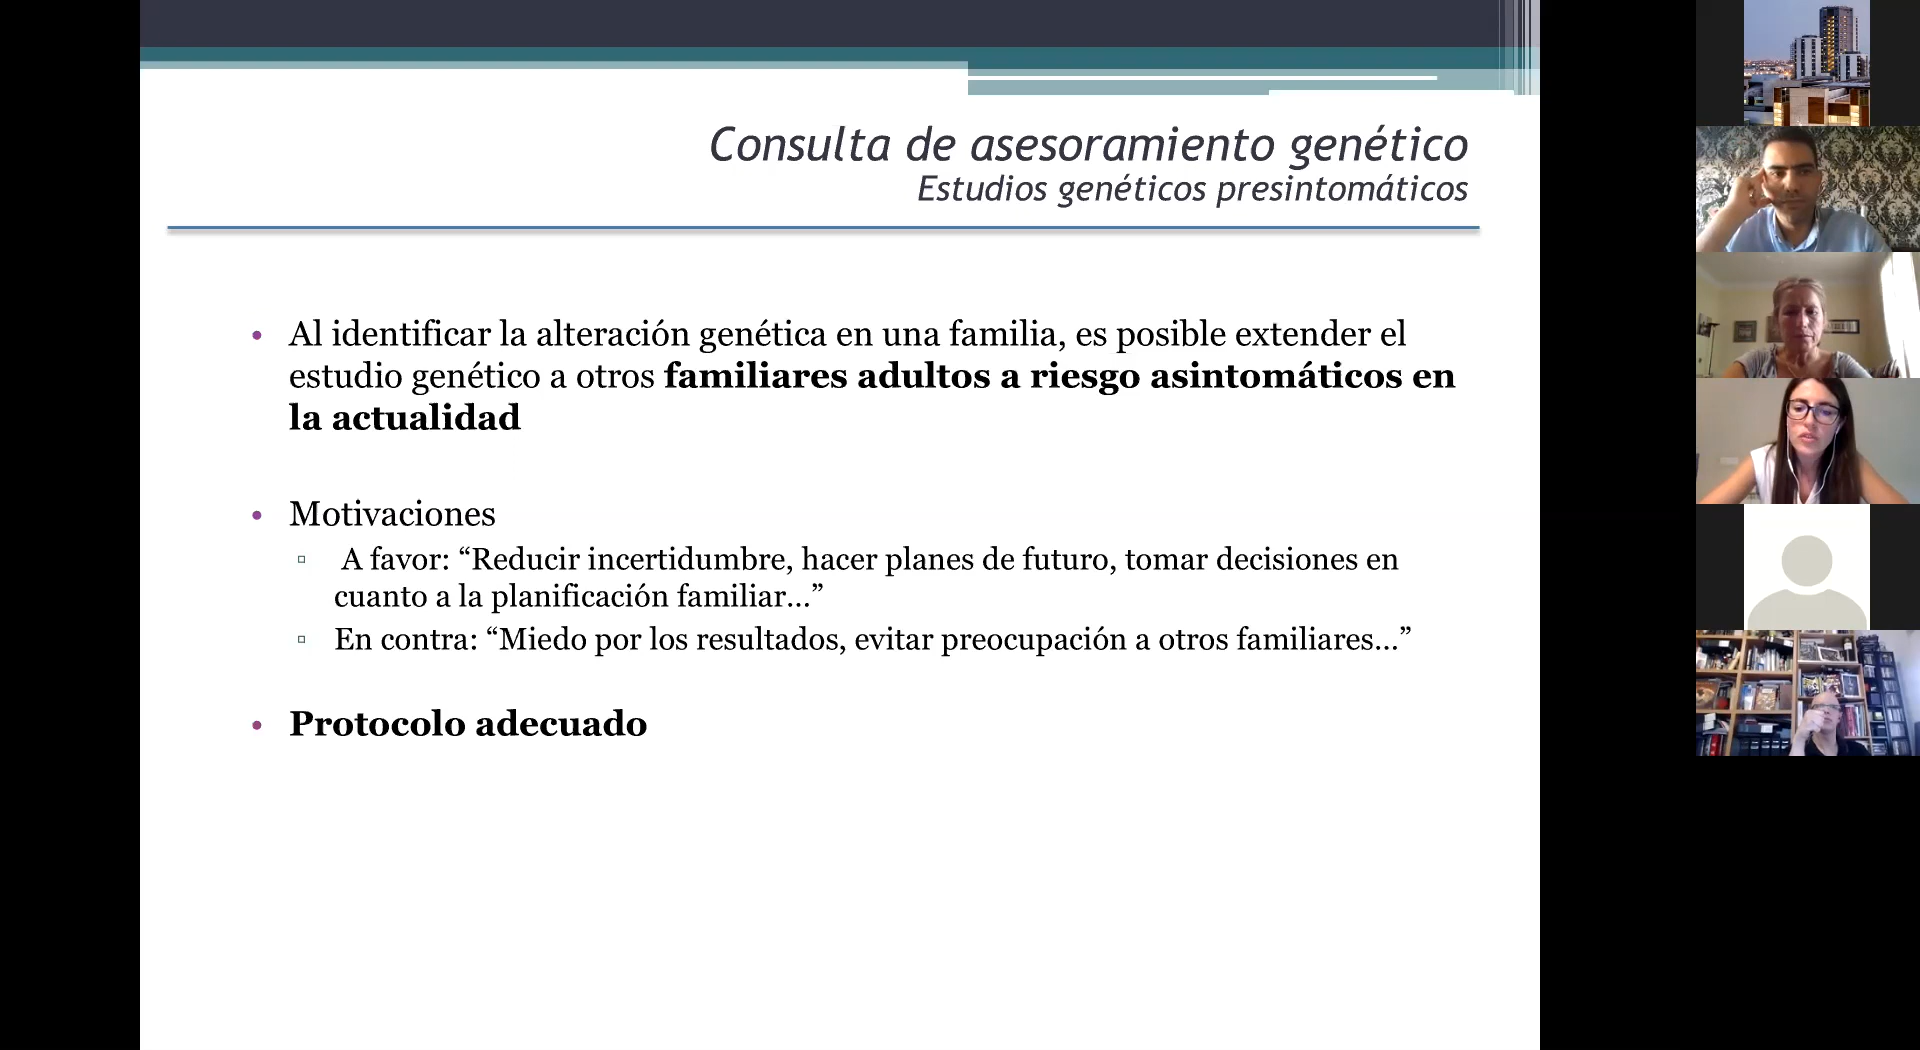 Consulta de asesoramiento genético
Estudios genéticos presintomáticos
• Al identificar la alteración genética en una familia, es posible extender el
estudio genético a otros familiares adultos a riesgo asintomáticos en
la actualidad
• Motivaciones
▫ A favor: “Reducir incertidumbre, hacer planes de futuro, tomar decisiones en
cuanto a la planificación familiar…”
▫ En contra: “Miedo por los resultados, evitar preocupación a otros familiares…”
• Protocolo adecuado